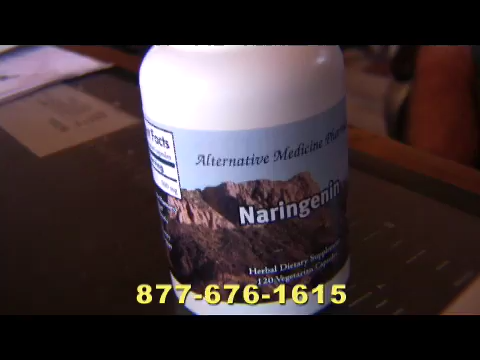 Facts
Alternative Medicine
Naringenin
Herbal Dietary Supplement
120 Vegetarian Capsules
877-676-1615